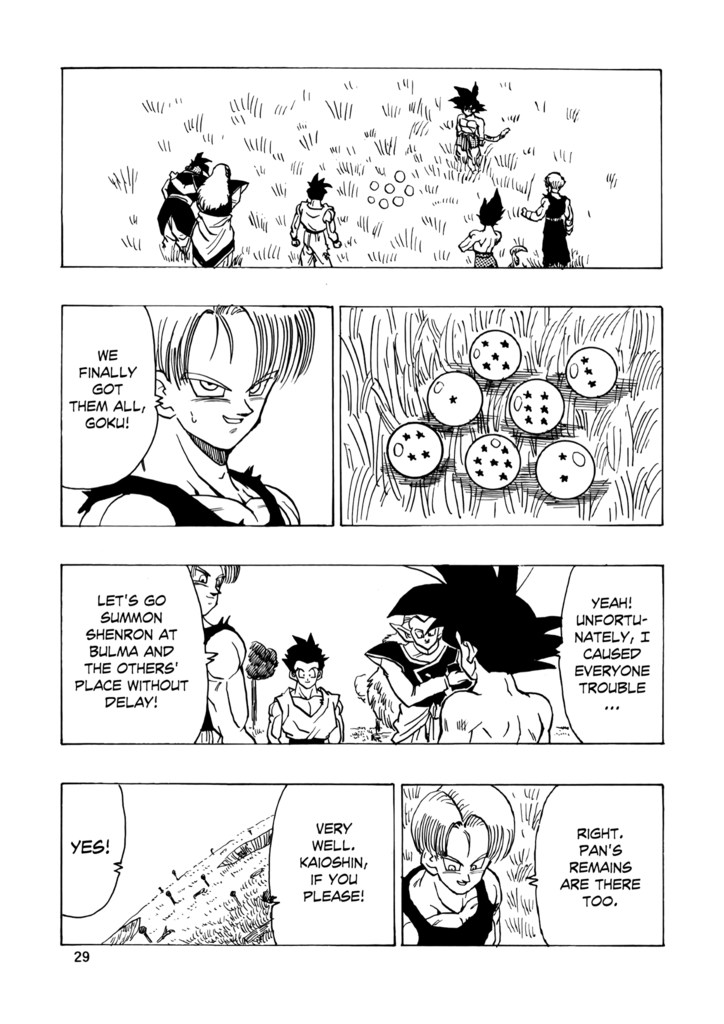 WE
FINALLY
GOT
THEM ALL,
GOKU!
YEAH!
UNFORTU-
NATELY, I
CAUSED
EVERYONE
TROUBLE
...
LET'S GO
SUMMON
SHENRON AT
BULMA AND
THE OTHERS'
PLACE WITHOUT
DELAY!
RIGHT.
PAN'S
REMAINS
ARE THERE
TOO.
VERY
WELL.
KAIOSHIN,
IF YOU
PLEASE!
YES!
29